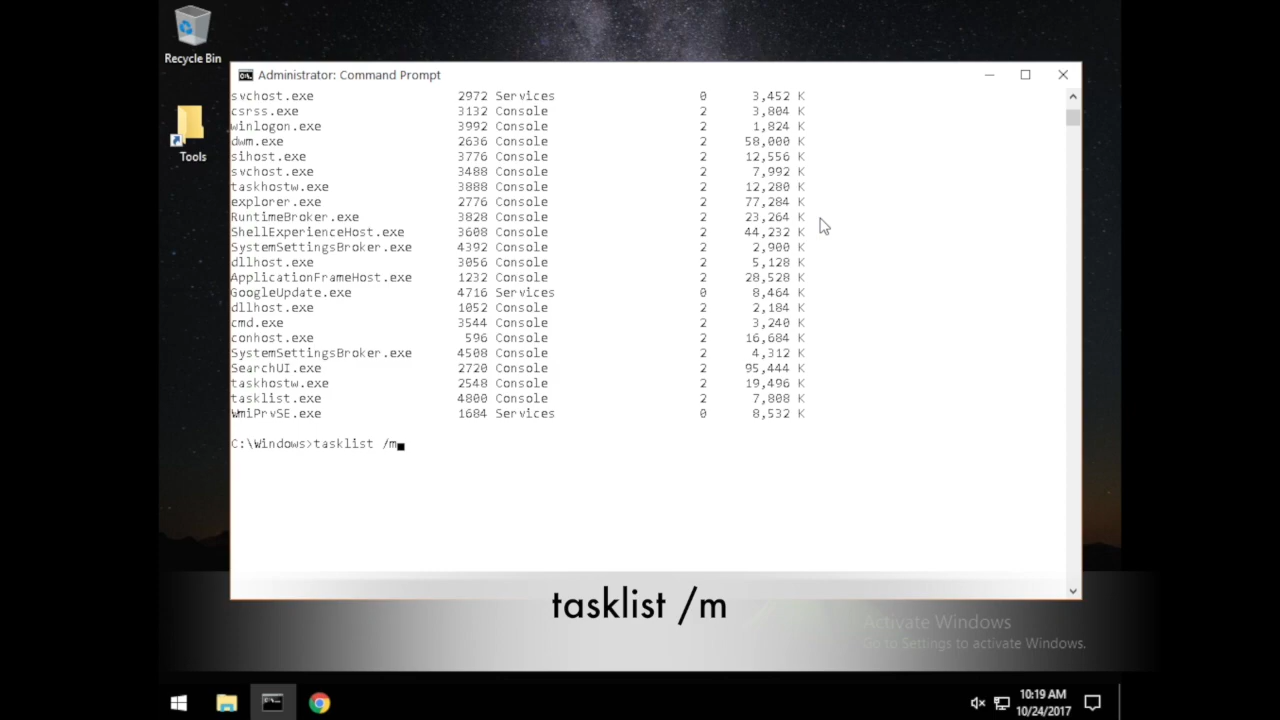 Recycle Bin
Tools
Administrator: Command Prompt
svchost.exe 2972 Services 0 3,452 K
csrss.exe 3132 Console 2 3,804 K
winlogon.exe 3992 Console 2 1,824 K
dwm.exe 2636 Console 2 58,000 K
sihost.exe 3776 Console 2 12,556 K
svchost.exe 3488 Console 2 7,992 K
taskhostw.exe 3888 Console 2 12,280 K
explorer.exe 2776 Console 2 77,284 K
RuntimeBroker.exe 3828 Console 2 23,264 K
ShellExperienceHost.exe 3608 Console 2 44,232 K
SystemSettingsBroker.exe 4392 Console 2 2,900 K
dllhost.exe 3056 Console 2 5,128 K
ApplicationFrameHost.exe 1232 Console 2 28,528 K
GoogleUpdate.exe 4716 Services 0 8,464 K
dllhost.exe 1052 Console 2 2,184 K
cmd.exe 3544 Console 2 3,240 K
conhost.exe 596 Console 2 16,684 K
SystemSettingsBroker.exe 4508 Console 2 4,312 K
SearchUI.exe 2720 Console 2 95,444 K
taskhostw.exe 2548 Console 2 19,496 K
tasklist.exe 4800 Console 2 7,808 K
WmiPrvSE.exe 1684 Services 0 8,532 K
C:\Windows>tasklist /m
tasklist /m
Activate Windows
Go to Settings to activate Windows.
10:19 AM
10/24/2017